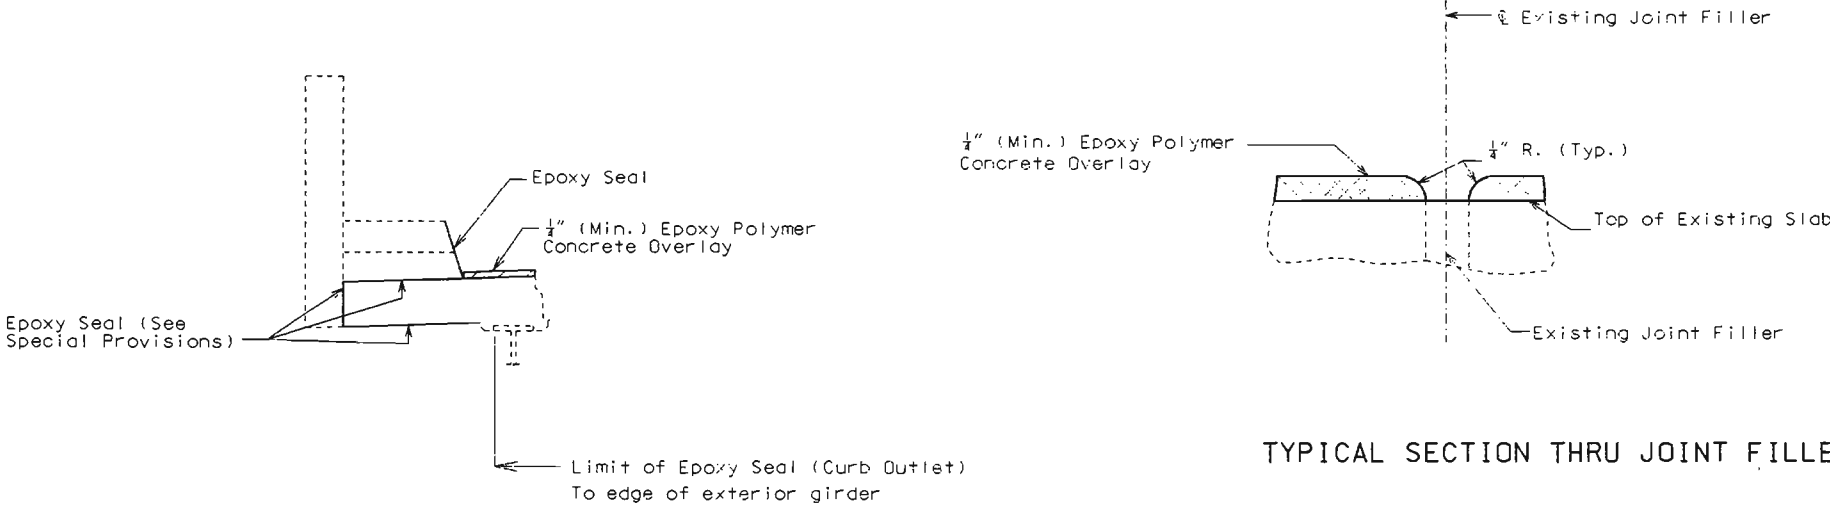 Epoxy Seal
¼" (Min.) Epoxy Polymer
Concrete Overlay
Epoxy Seal (See
Special Provisions)
Limit of Epoxy Seal (Curb Outlet)
To edge of exterior girder
℄ Existing Joint Filler
¼" (Min.) Epoxy Polymer
Concrete Overlay
¼" R. (Typ.)
Top of Existing Slab
Existing Joint Filler
TYPICAL SECTION THRU JOINT FILLE